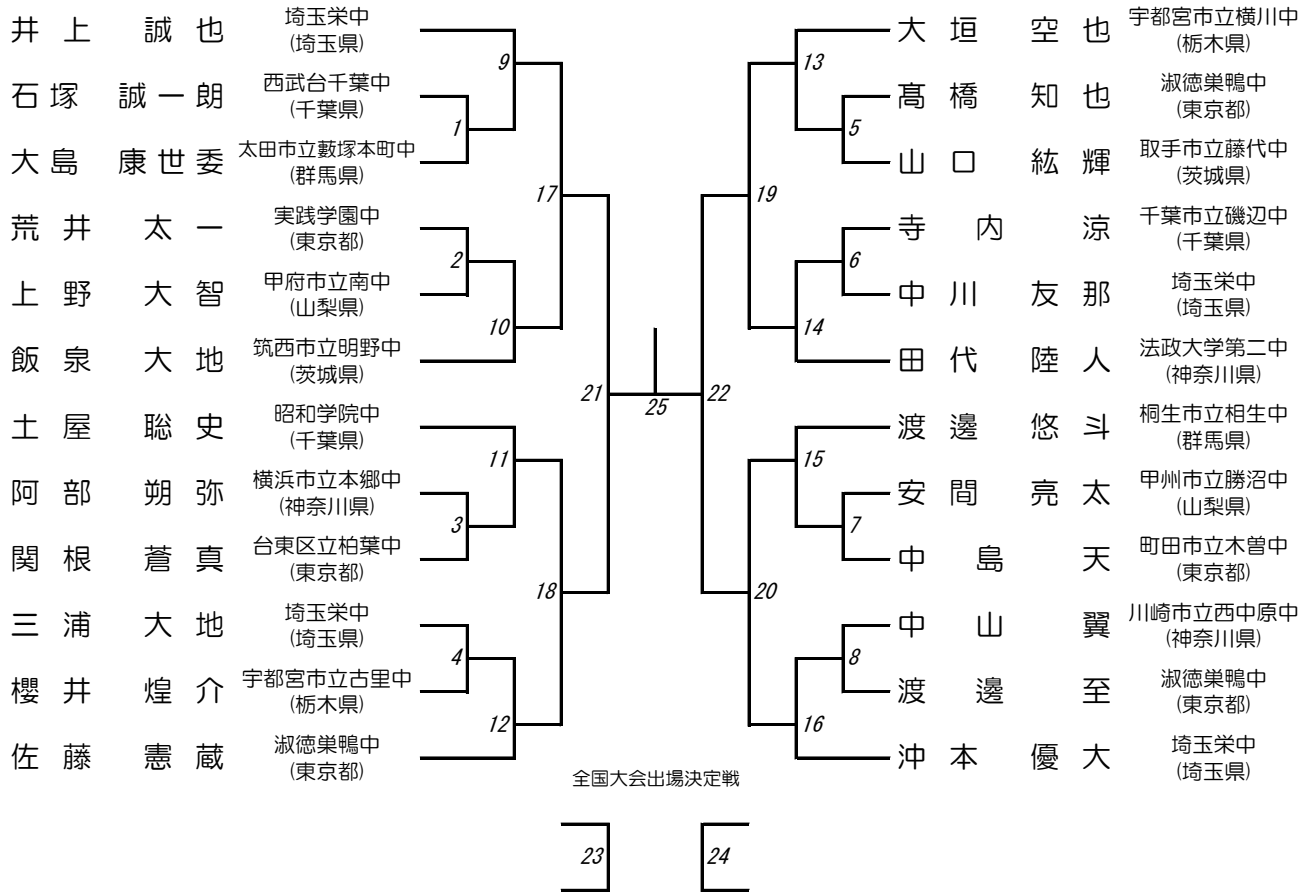 井上 誠也 埼玉栄中
(埼玉県)
石塚 誠一朗 西武台千葉中
(千葉県)
大島 康世委 太田市立藪塚本町中
(群馬県)
荒井 太一 実践学園中
(東京都)
上野 大智 甲府市立南中
(山梨県)
飯泉 大地 筑西市立明野中
(茨城県)
土屋 聡史 昭和学院中
(千葉県)
阿部 朔弥 横浜市立本郷中
(神奈川県)
関根 蒼真 台東区立柏葉中
(東京都)
三浦 大地 埼玉栄中
(埼玉県)
櫻井 煌介 宇都宮市立古里中
(栃木県)
佐藤 憲蔵 淑徳巣鴨中
(東京都)
9
1
17
2
10
21
11
3
18
4
12
25
22
13
5
19
6
14
15
7
20
8
16
大垣 空也 宇都宮市立横川中
(栃木県)
髙橋 知也 淑徳巣鴨中
(東京都)
山口 紘輝 取手市立藤代中
(茨城県)
寺内 涼 千葉市立磯辺中
(千葉県)
中川 友那 埼玉栄中
(埼玉県)
田代 陸人 法政大学第二中
(神奈川県)
渡邊 悠斗 桐生市立相生中
(群馬県)
安間 亮太 甲州市立勝沼中
(山梨県)
中島 天 町田市立木曽中
(東京都)
中山 翼 川崎市立西中原中
(神奈川県)
渡邊 至 淑徳巣鴨中
(東京都)
沖本 優大 埼玉栄中
(埼玉県)
全国大会出場決定戦
23
24